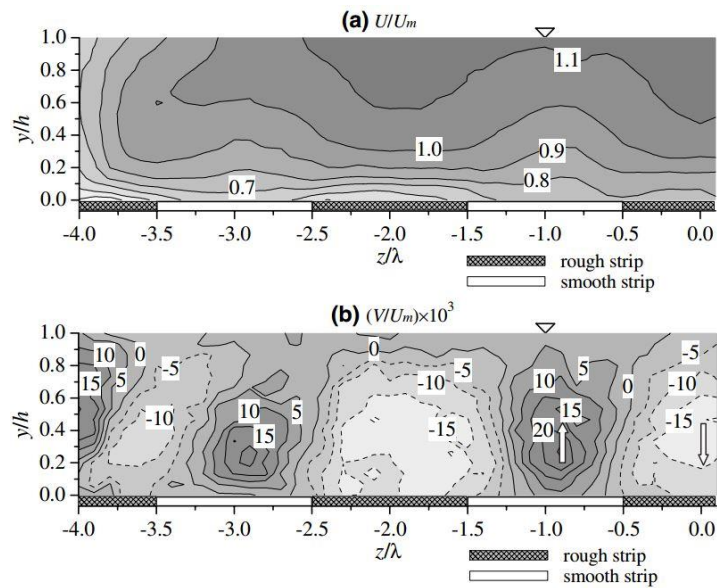 (a) U/Uₘ
1.0
0.8
0.6
0.4
0.2
0.0
y/h
1.1
1.0
0.9
0.7
0.8
-4.0 -3.5 -3.0 -2.5 -2.0 -1.5 -1.0 -0.5 0.0
z/λ
rough strip
smooth strip
(b) (V/Uₘ)×10³
1.0
0.8
0.6
0.4
0.2
0.0
y/h
10 0 -5 0 5 -5
15 5 -10 10 0 -10
-10 10 5 15 -15
15 -15 20
-4.0 -3.5 -3.0 -2.5 -2.0 -1.5 -1.0 -0.5 0.0
z/λ
rough strip
smooth strip